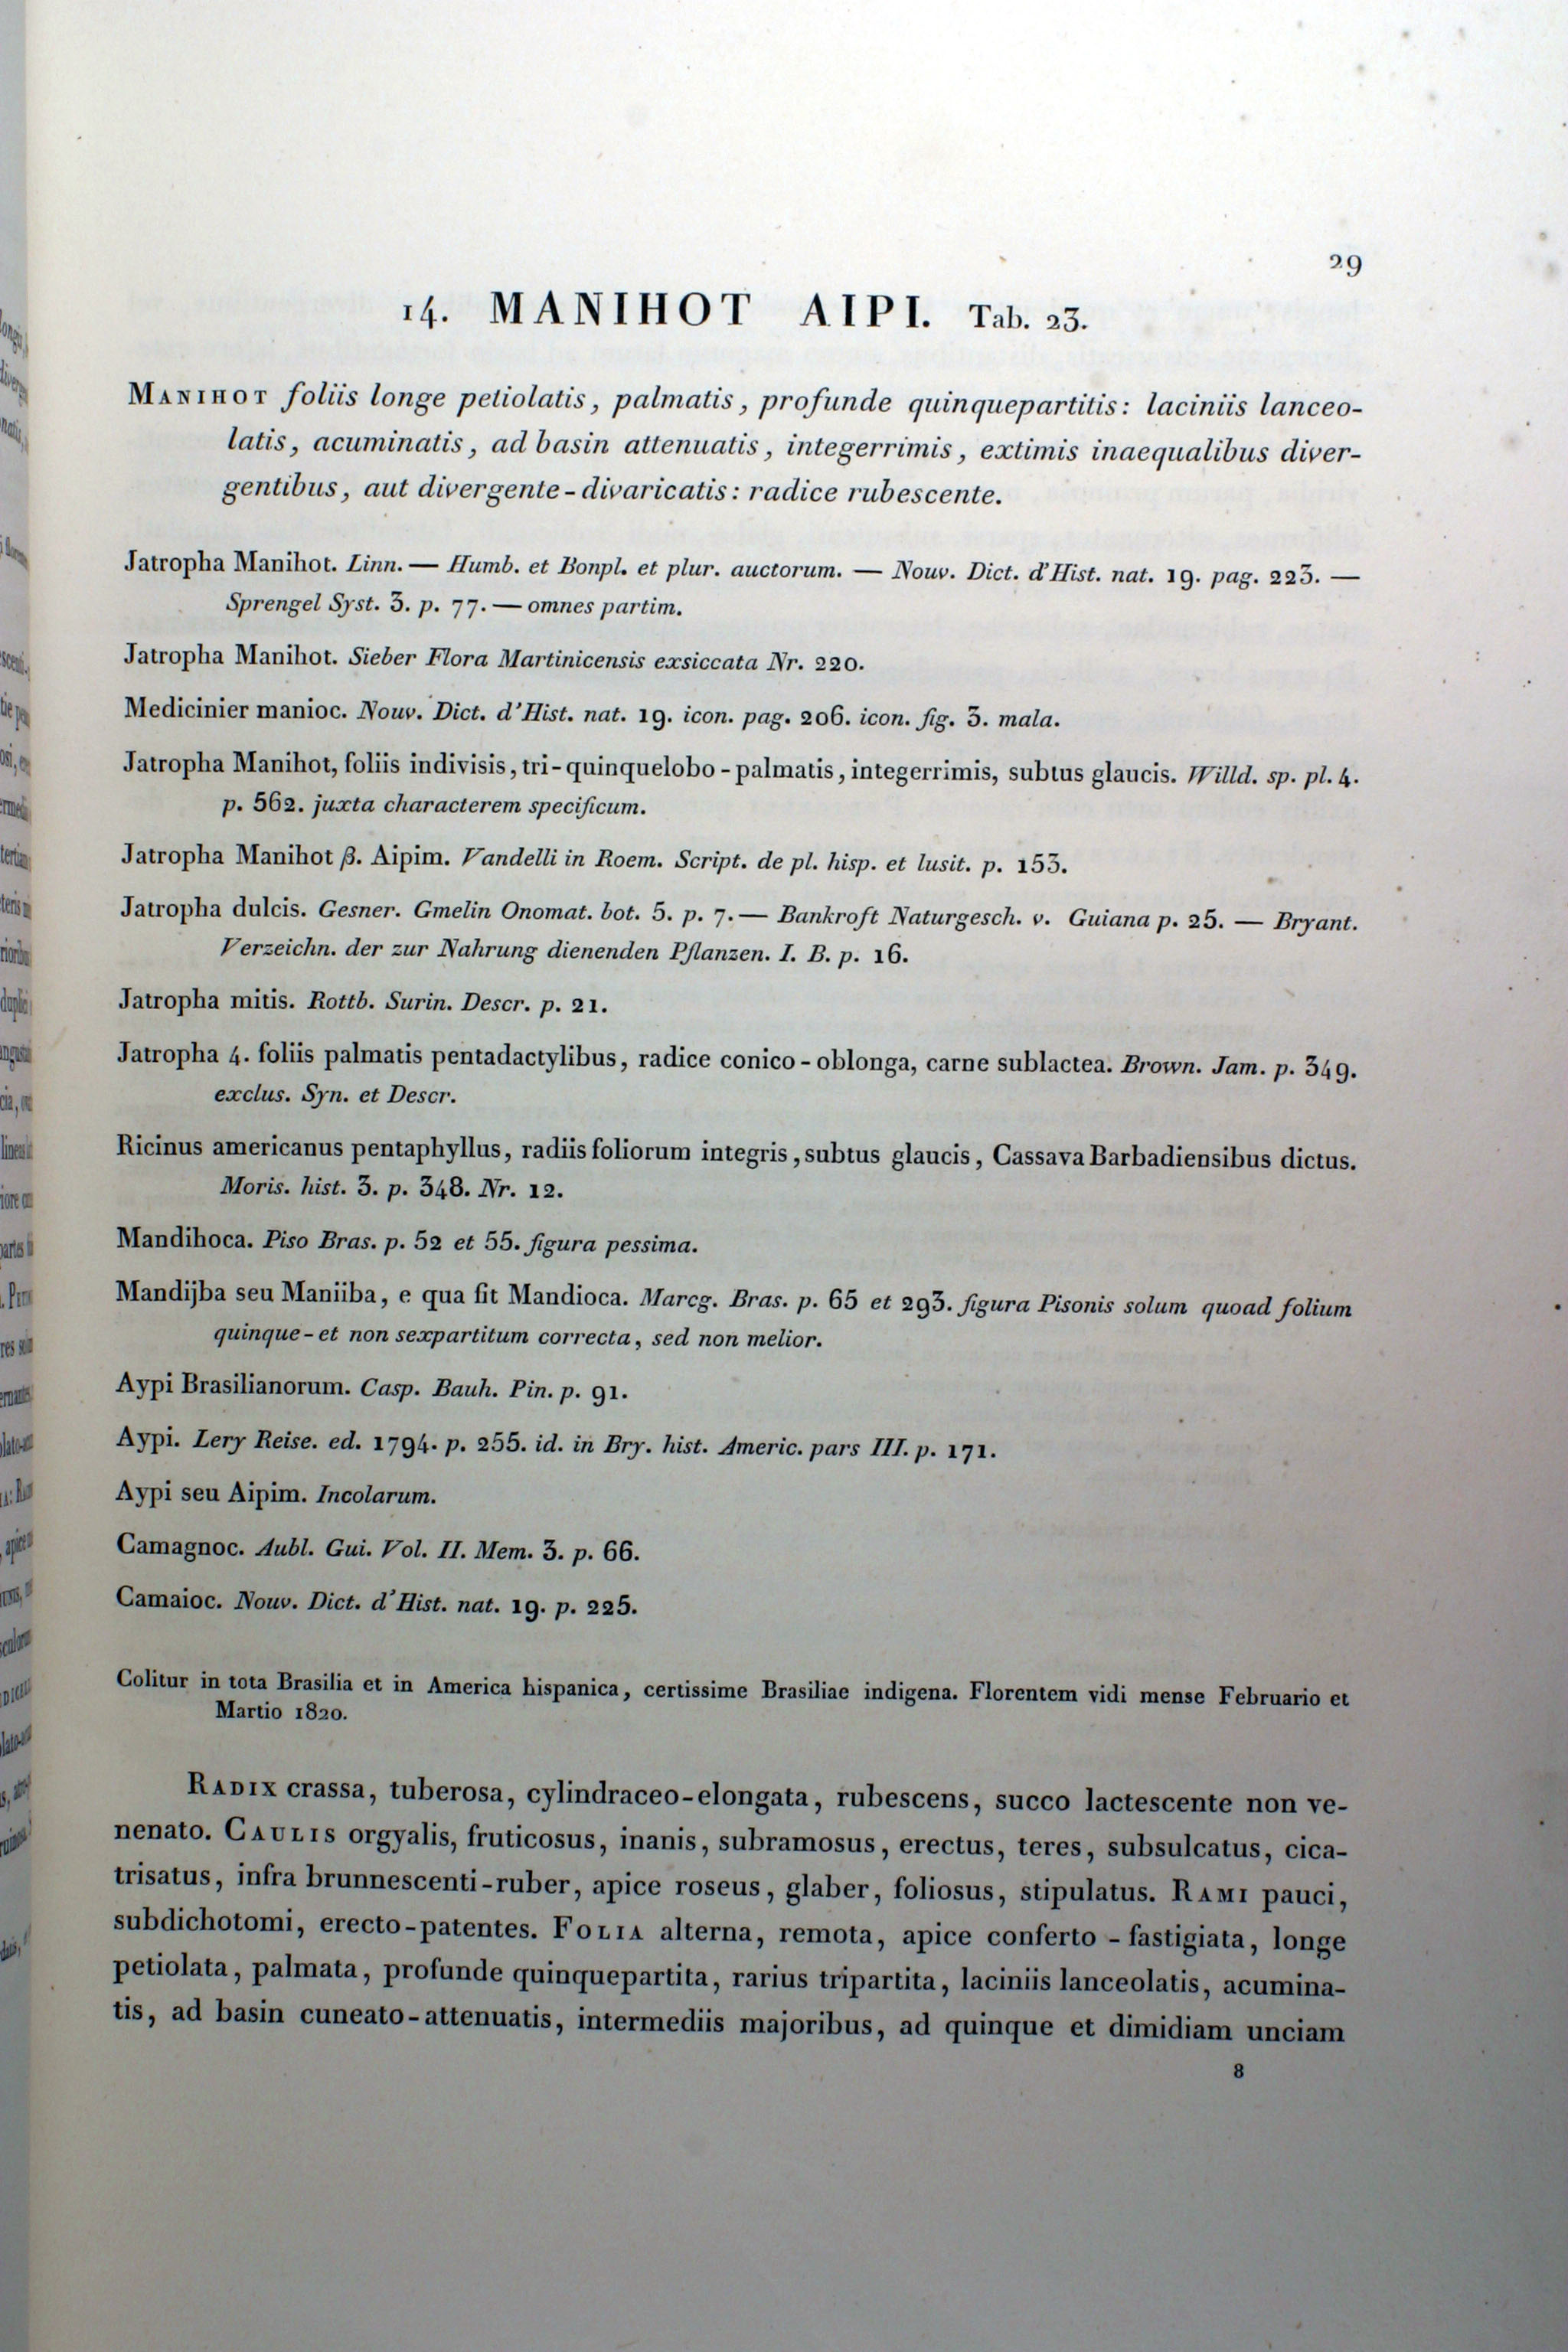 29
14. MANIHOT AIPI. Tab. 23.
MANIHOT foliis longe petiolatis, palmatis, profunde quinquepartitis: laciniis lanceo-
latis, acuminatis, ad basin attenuatis, integerrimis, extimis inaequalibus diver-
gentibus, aut divergente-divaricatis: radice rubescente.
Jatropha Manihot. Linn. — Humb. et Bonpl. et plur. auctorum. — Nouv. Dict. d'Hist. nat. 19. pag. 223. —
Sprengel Syst. 3. p. 77. — omnes partim.
Jatropha Manihot. Sieber Flora Martinicensis exsiccata Nr. 220.
Medicinier manioc. Nouv. Dict. d'Hist. nat. 19. icon. pag. 206. icon. fig. 3. mala.
Jatropha Manihot, foliis indivisis, tri-quinquelobo-palmatis, integerrimis, subtus glaucis. Willd. sp. pl. 4.
p. 562. juxta characterem specificum.
Jatropha Manihot β. Aipim. Vandelli in Roem. Script. de pl. hisp. et lusit. p. 153.
Jatropha dulcis. Gesner. Gmelin Onomat. bot. 5. p. 7. — Bankroft Naturgesch. v. Guiana p. 25. — Bryant.
Verzeichn. der zur Nahrung dienenden Pflanzen. I. B. p. 16.
Jatropha mitis. Rottb. Surin. Descr. p. 21.
Jatropha 4. foliis palmatis pentadactylibus, radice conico-oblonga, carne sublactea. Brown. Jam. p. 349.
exclus. Syn. et Descr.
Ricinus americanus pentaphyllus, radiis foliorum integris, subtus glaucis, Cassava Barbadiensibus dictus.
Moris. hist. 3. p. 348. Nr. 12.
Mandihoca. Piso Bras. p. 52 et 55. figura pessima.
Mandijba seu Maniiba, e qua fit Mandioca. Marcg. Bras. p. 65 et 293. figura Pisonis solum quoad folium
quinque-et non sexpartitum correcta, sed non melior.
Aypi Brasilianorum. Casp. Bauh. Pin. p. 91.
Aypi. Lery Reise. ed. 1794. p. 255. id. in Bry. hist. Americ. pars III. p. 171.
Aypi seu Aipim. Incolarum.
Camagnoc. Aubl. Gui. Vol. II. Mem. 3. p. 66.
Camaioc. Nouv. Dict. d'Hist. nat. 19. p. 225.
Colitur in tota Brasilia et in America hispanica, certissime Brasiliae indigena. Florentem vidi mense Februario et
Martio 1820.
RADIX crassa, tuberosa, cylindraceo-elongata, rubescens, succo lactescente non ve-
nenato. CAULIS orgyalis, fruticosus, inanis, subramosus, erectus, teres, subsulcatus, cica-
trisatus, infra brunnescenti-ruber, apice roseus, glaber, foliosus, stipulatus. RAMI pauci,
subdichotomi, erecto-patentes. FOLIA alterna, remota, apice conferto-fastigiata, longe
petiolata, palmata, profunde quinquepartita, rarius tripartita, laciniis lanceolatis, acumina-
tis, ad basin cuneato-attenuatis, intermediis majoribus, ad quinque et dimidiam unciam
8